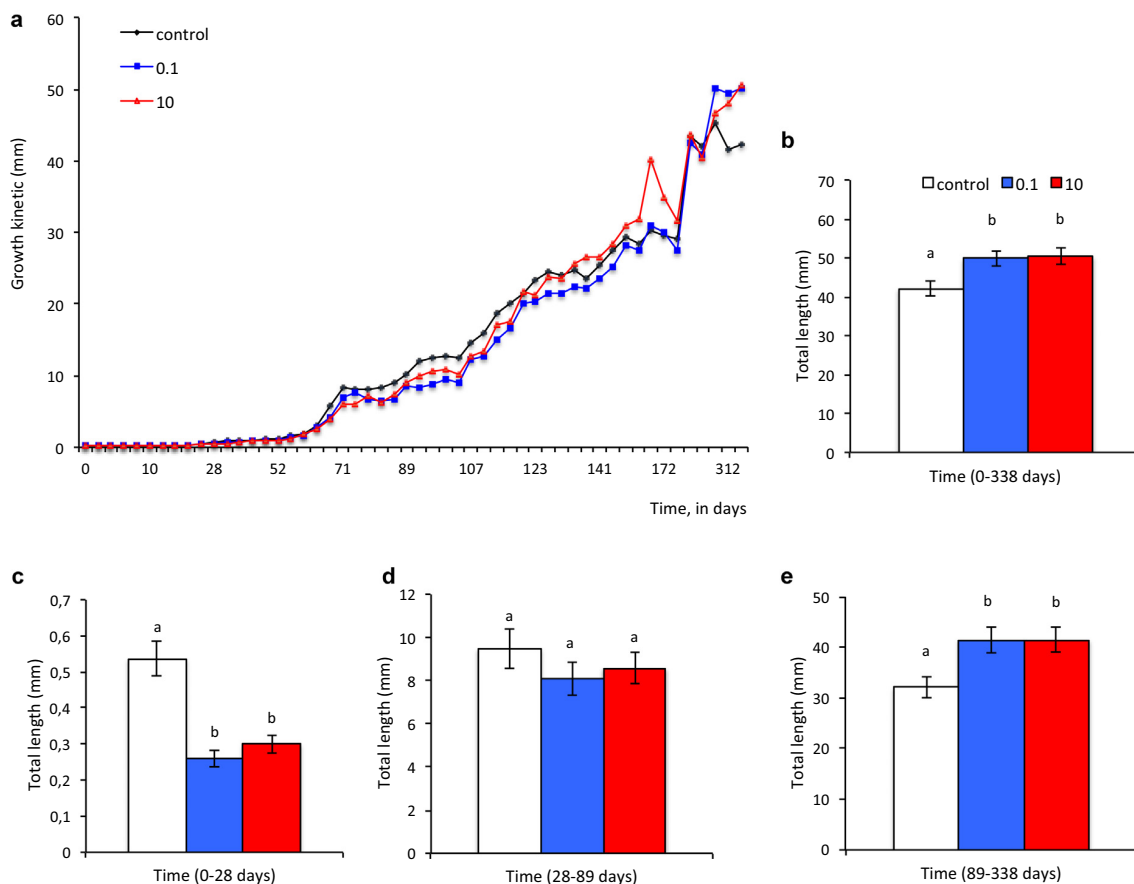 a
60
50
40
30
20
10
0
Growth kinetic (mm)
control
0.1
10
0 10 28 52 71 89 107 123 141 172 312
Time, in days
b
control 0.1 10
70
60
50
40
30
20
10
0
Total length (mm)
a b b
Time (0-338 days)
c
0,7
0,6
0,5
0,4
0,3
0,2
0,1
0
Total length (mm)
a b b
Time (0-28 days)
d
12
10
8
6
4
2
0
Total length (mm)
a a a
Time (28-89 days)
e
50
40
30
20
10
0
Total length (mm)
a b b
Time (89-338 days)